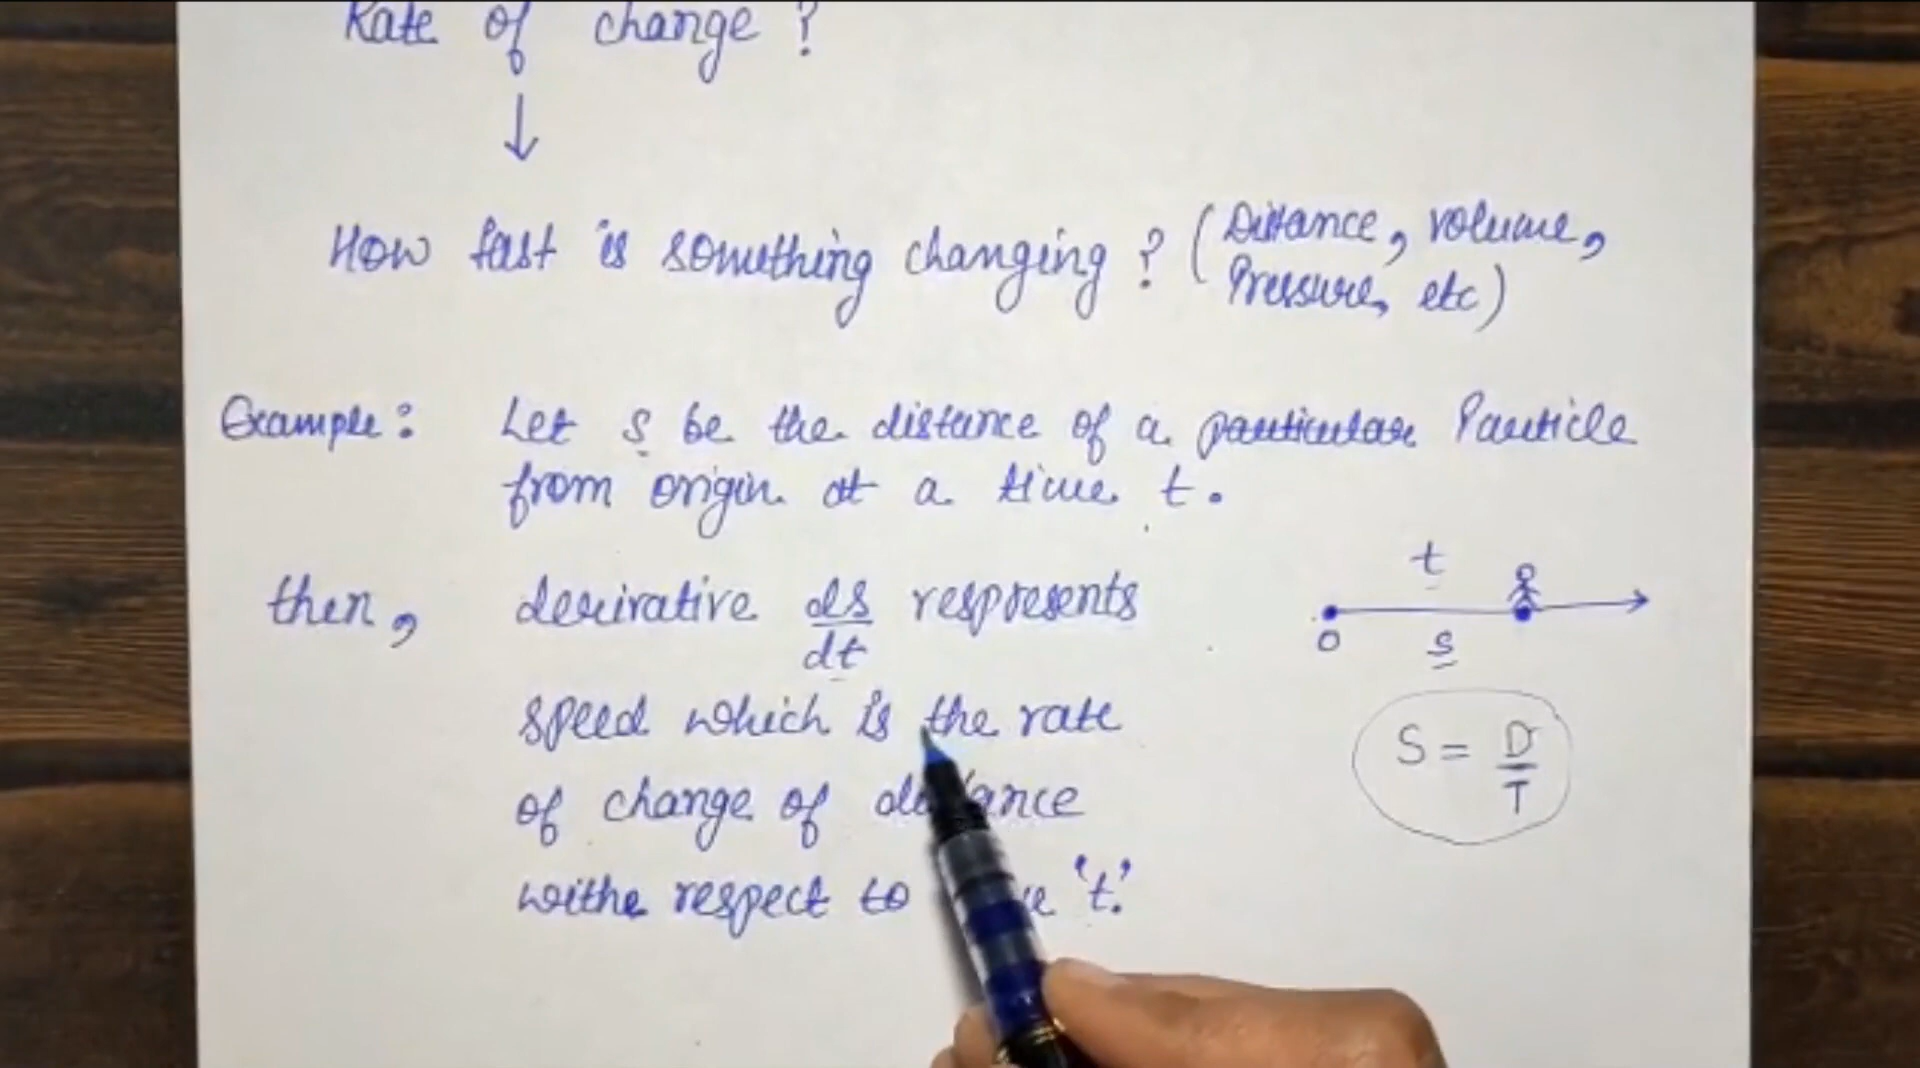 Rate of change ?
↓
How fast is something changing ? (Distance, volume,
Pressure, etc)
Example: Let s be the distance of a particular Particle
from origin at a time t.
then, derivative ds/dt respresents
speed which is the rate
of change of distance
withe respect to 't'.
t
0 s
S = D/T